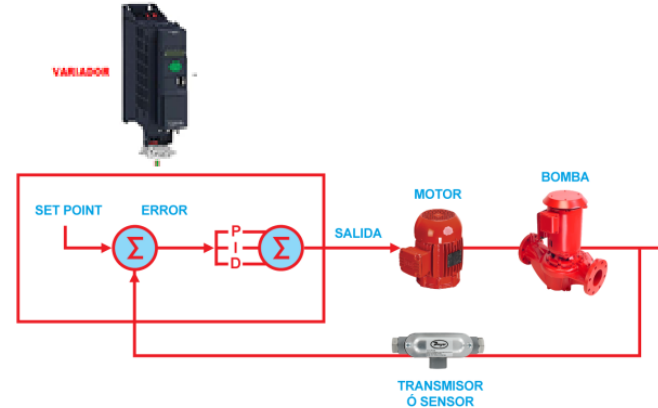 VARIADOR
SET POINT
ERROR
P
I
D
Σ
Σ
SALIDA
MOTOR
BOMBA
TRANSMISOR
Ó SENSOR